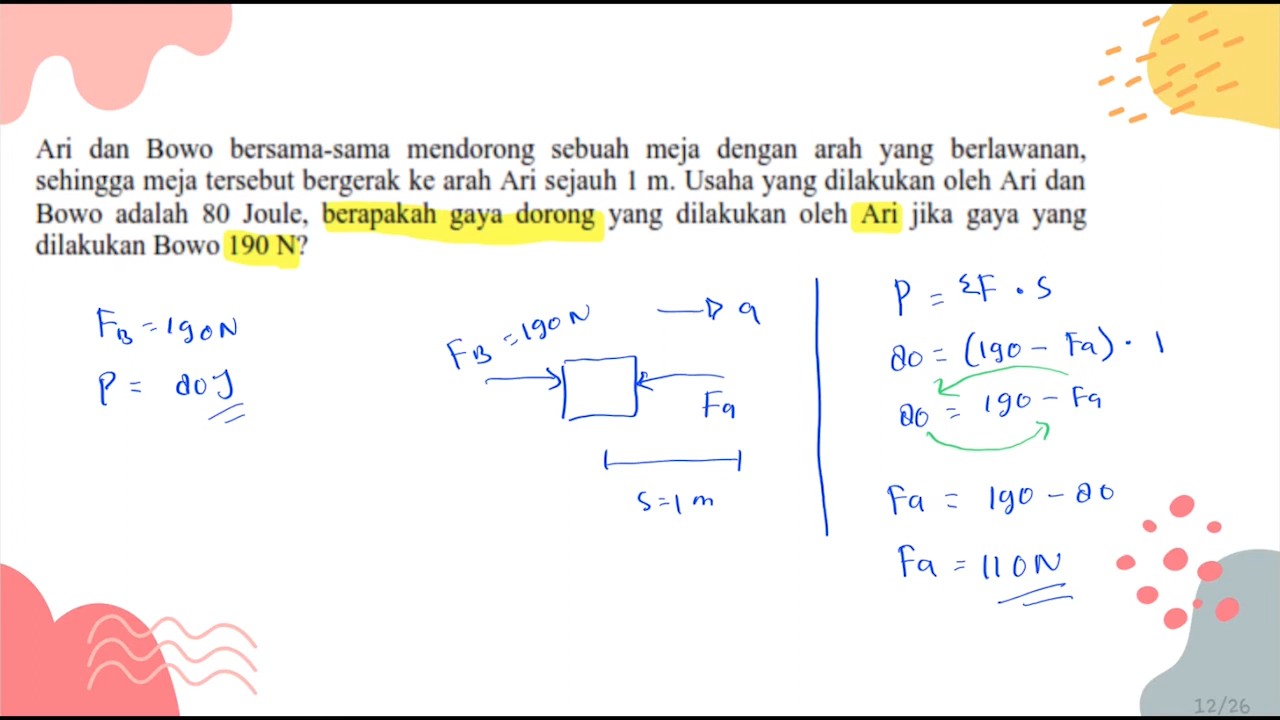 Ari dan Bowo bersama-sama mendorong sebuah meja dengan arah yang berlawanan,
sehingga meja tersebut bergerak ke arah Ari sejauh 1 m. Usaha yang dilakukan oleh Ari dan
Bowo adalah 80 Joule, berapakah gaya dorong yang dilakukan oleh Ari jika gaya yang
dilakukan Bowo 190 N?
F_B = 190 N
P = 80 J
F_B = 190 N
a
Fa
S = 1 m
P = ΣF . S
80 = (190 - Fa) . 1
80 = 190 - Fa
Fa = 190 - 80
Fa = 110 N
12/26